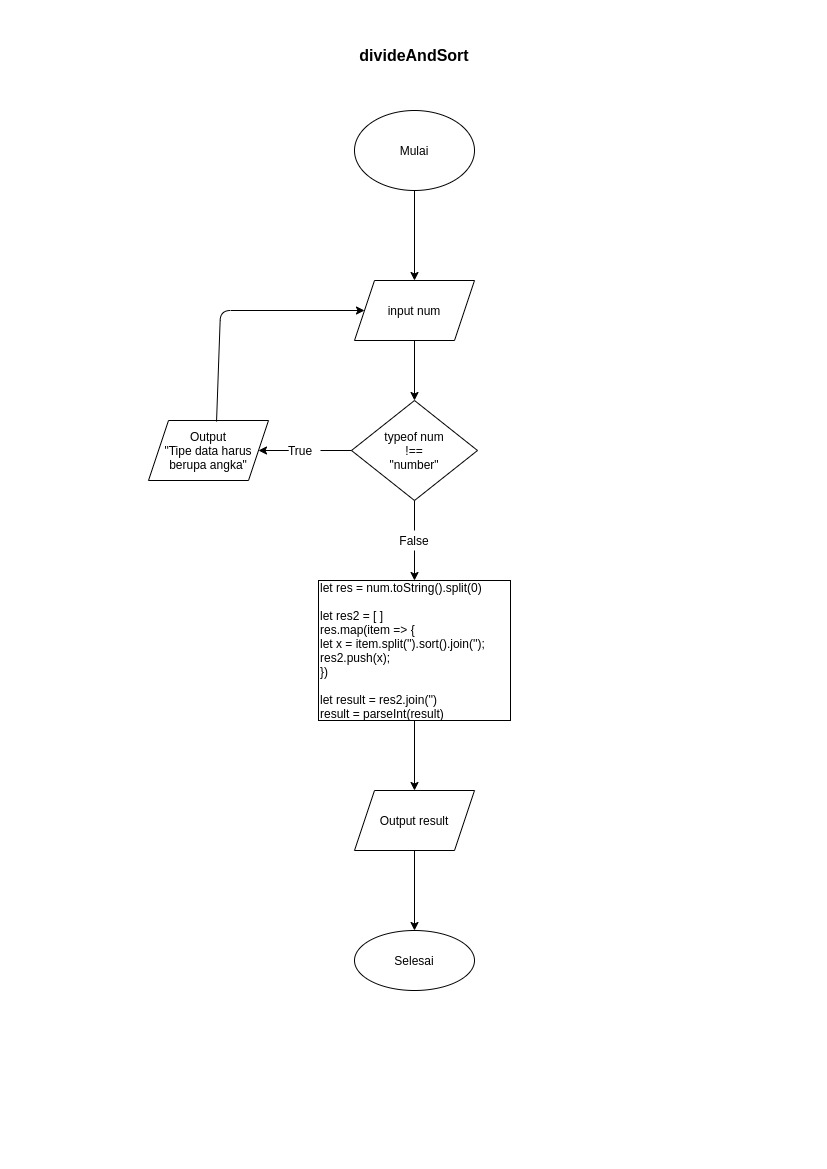 divideAndSort
Mulai
input num
typeof num
!==
"number"
True
Output
"Tipe data harus
berupa angka"
False
let res = num.toString().split(0)
let res2 = [ ]
res.map(item => {
let x = item.split('').sort().join('');
res2.push(x);
})
let result = res2.join('')
result = parseInt(result)
Output result
Selesai